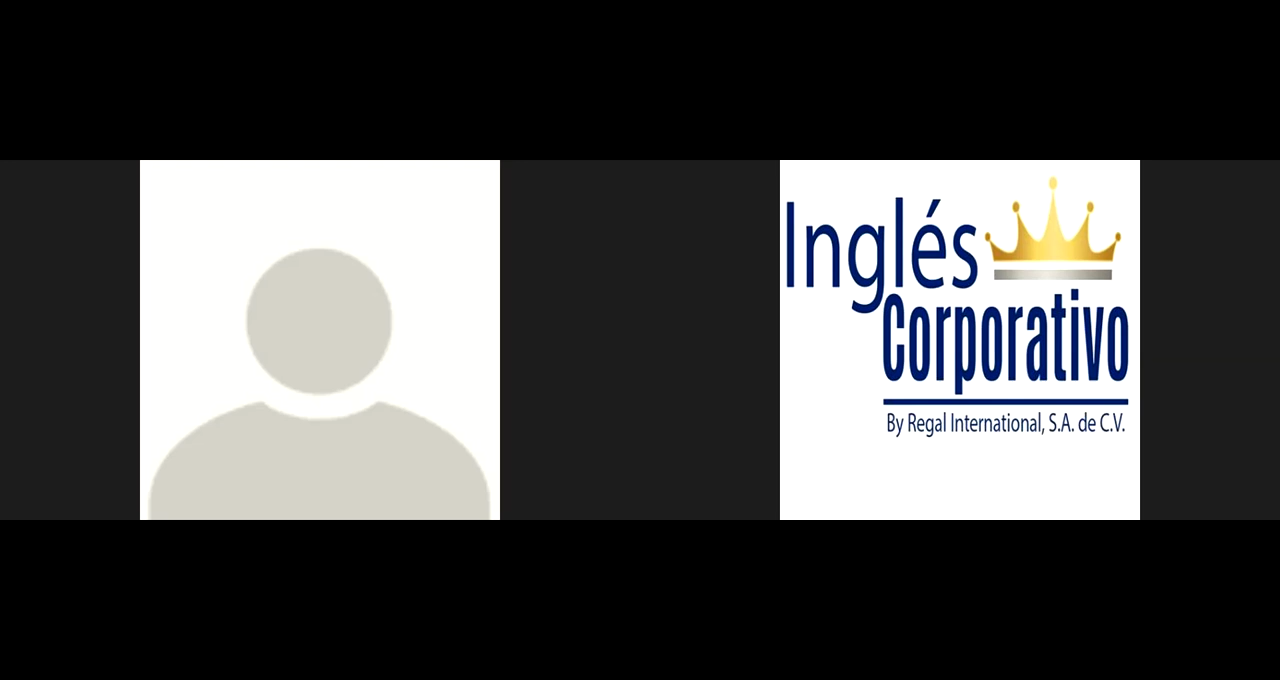 Inglés
Corporativo
By Regal International, S.A. de C.V.